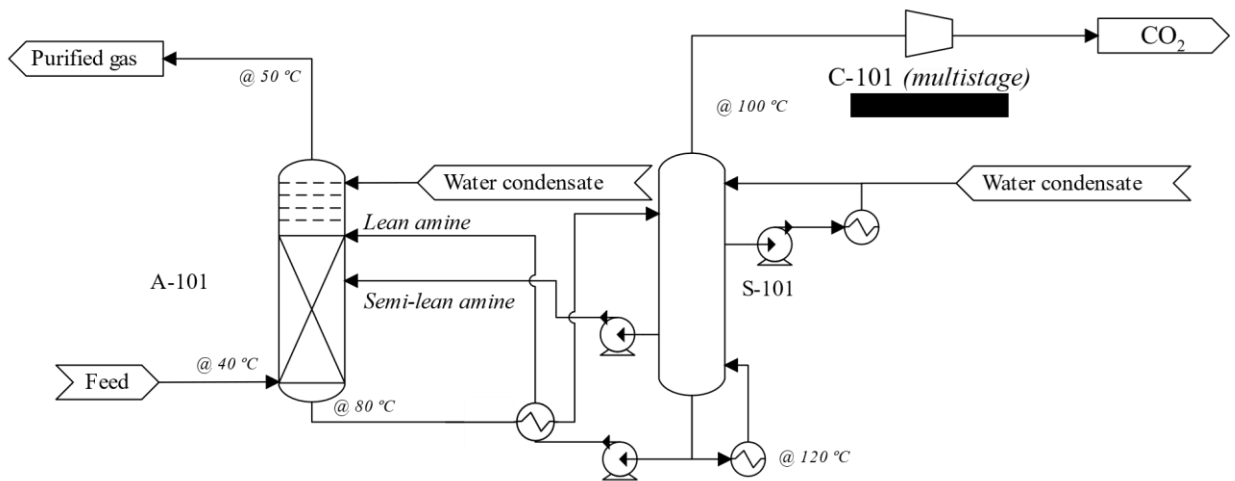 Purified gas
@ 50 ºC
CO2
C-101 (multistage)
@ 100 ºC
Water condensate
Water condensate
Lean amine
A-101
S-101
Semi-lean amine
@ 40 ºC
Feed
@ 80 ºC
@ 120 ºC